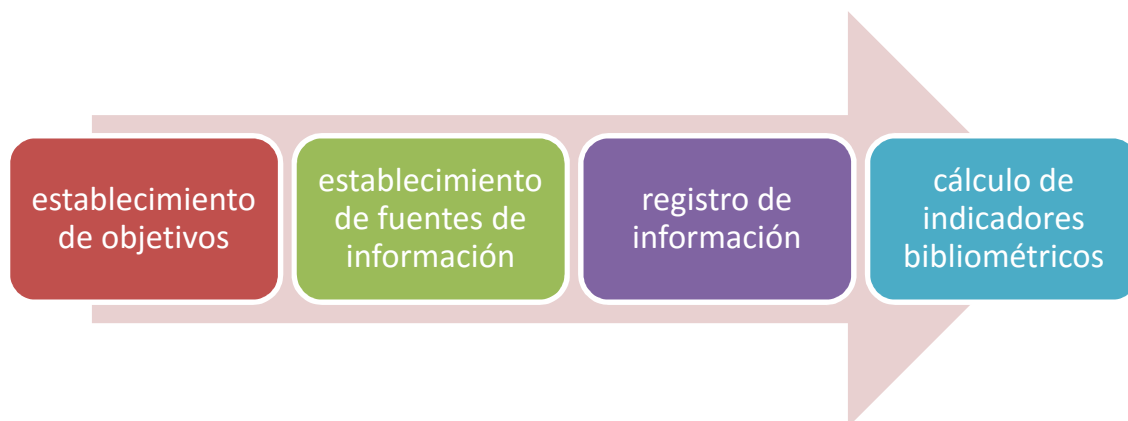 establecimiento
de objetivos
establecimiento
de fuentes de
información
registro de
información
cálculo de
indicadores
bibliométricos